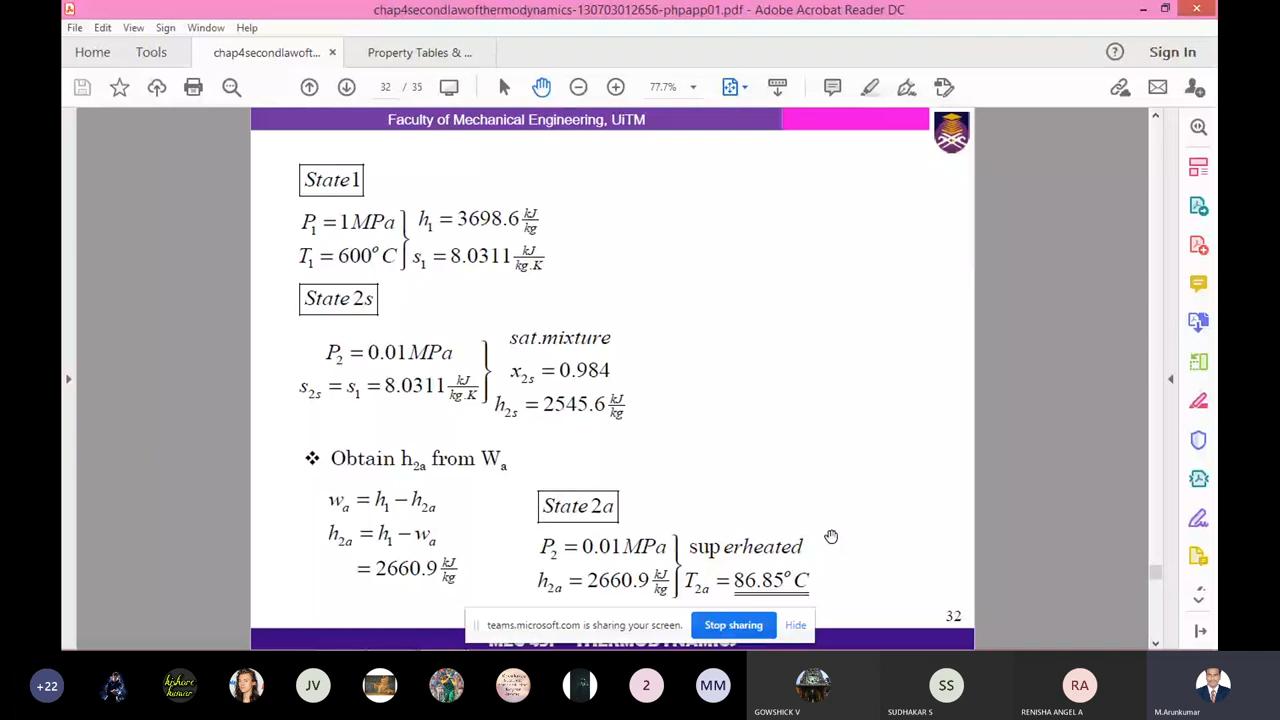 chap4secondlawofthermodynamics-130703012656-phpapp01.pdf - Adobe Acrobat Reader DC
File Edit View Sign Window Help
Home Tools chap4secondlawoft... × Property Tables & ... Sign In
32 / 35 77.7%
Faculty of Mechanical Engineering, UiTM
State1
P1 = 1MPa
T1 = 600°C
h1 = 3698.6 kJ/kg
s1 = 8.0311 kJ/kg.K
State 2s
P2 = 0.01MPa
s2s = s1 = 8.0311 kJ/kg.K
sat.mixture
x2s = 0.984
h2s = 2545.6 kJ/kg
❖ Obtain h2a from Wa
wa = h1 − h2a
h2a = h1 − wa
= 2660.9 kJ/kg
State 2a
P2 = 0.01MPa
h2a = 2660.9 kJ/kg
superheated
T2a = 86.85°C
32
teams.microsoft.com is sharing your screen. Stop sharing Hide
+22 kishore kumar JV 2 MM SS RA
GOWSHICK V SUDHAKAR S RENISHA ANGEL A M.Arunkumar